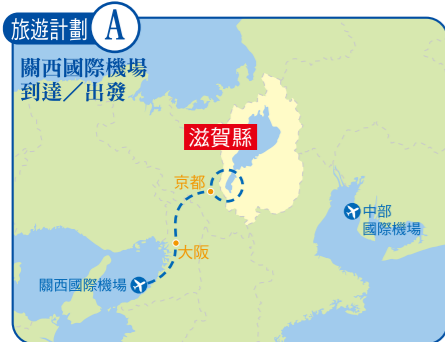 旅遊計劃 A
關西國際機場
到達／出發
滋賀縣
京都
中部
國際機場
大阪
關西國際機場